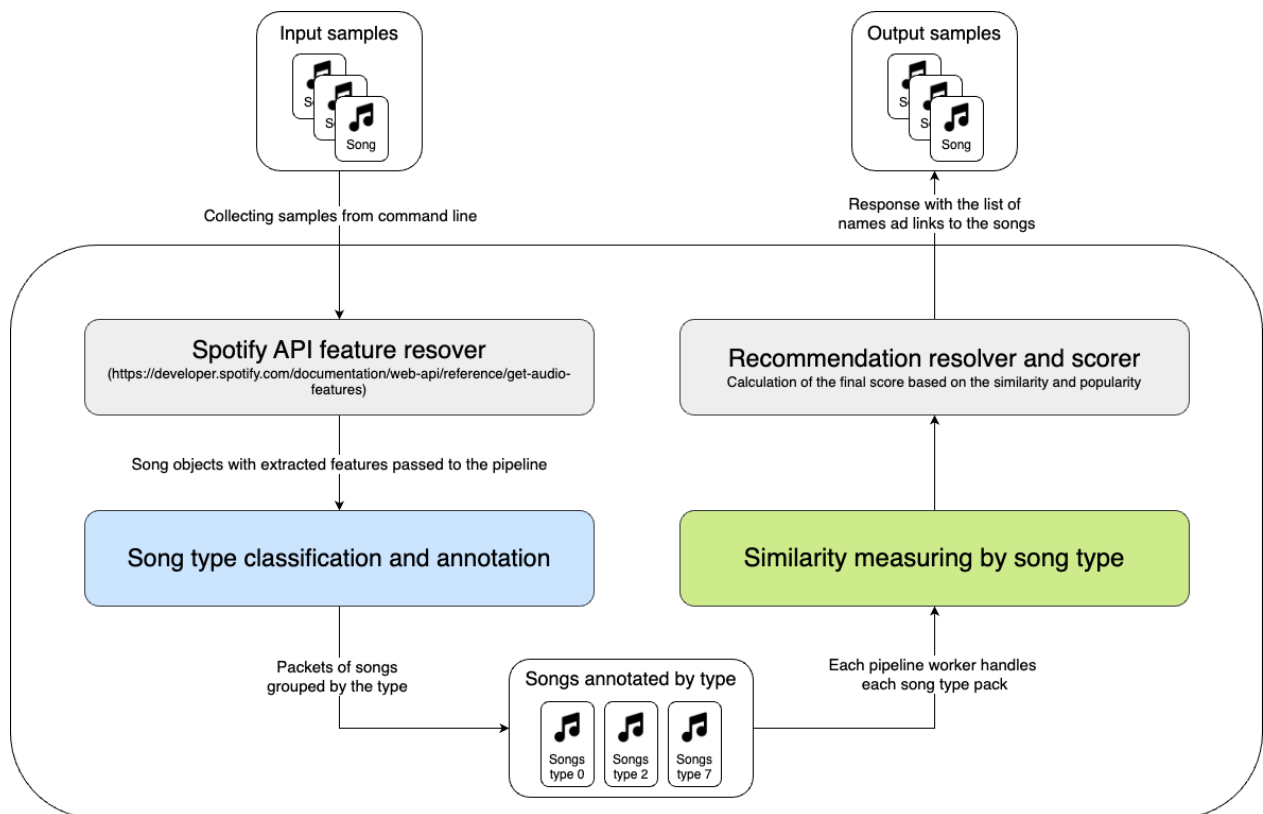 Input samples
So
So
Song
Collecting samples from command line
Spotify API feature resover
(https://developer.spotify.com/documentation/web-api/reference/get-audio-
features)
Song objects with extracted features passed to the pipeline
Song type classification and annotation
Packets of songs
grouped by the type
Songs annotated by type
Songs
type 0
Songs
type 2
Songs
type 7
Each pipeline worker handles
each song type pack
Similarity measuring by song type
Recommendation resolver and scorer
Calculation of the final score based on the similarity and popularity
Response with the list of
names ad links to the songs
Output samples
So
So
Song